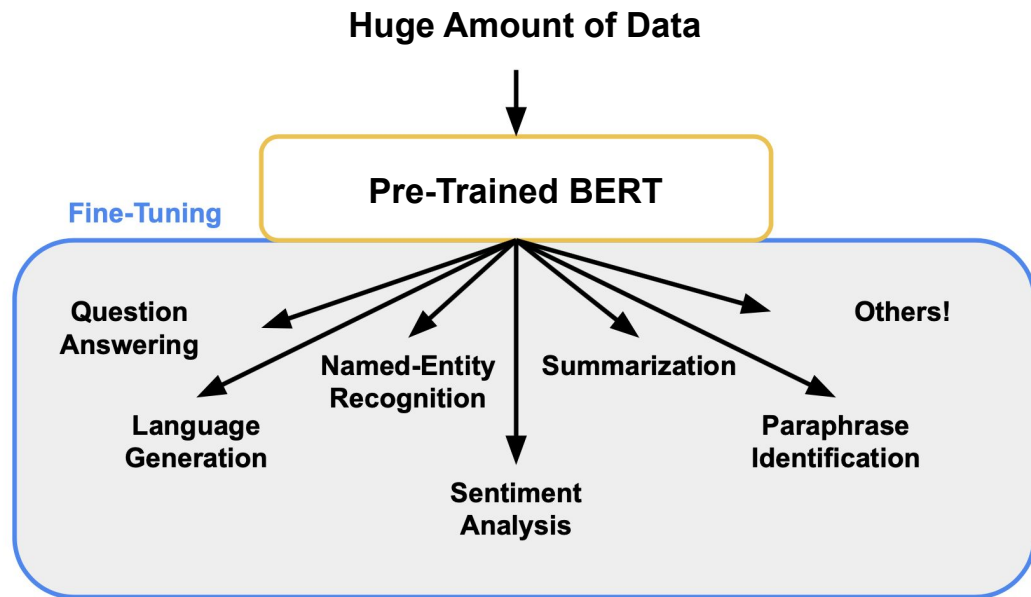 Huge Amount of Data
Pre-Trained BERT
Fine-Tuning
Question
Answering
Others!
Named-Entity
Recognition
Summarization
Language
Generation
Paraphrase
Identification
Sentiment
Analysis